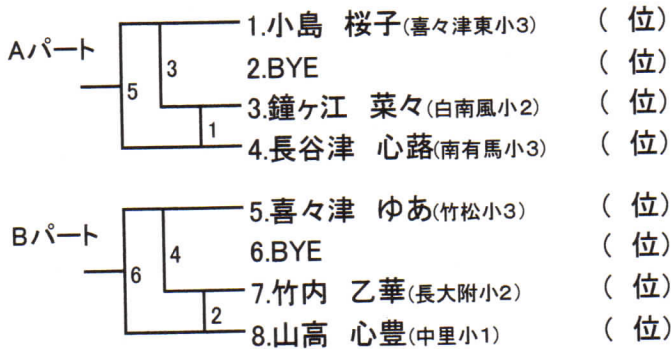 Aパート
1.小島 桜子(喜々津東小3) ( 位)
2.BYE ( 位)
3.鐘ヶ江 菜々(白南風小2) ( 位)
4.長谷津 心蕗(南有馬小3) ( 位)
3
5
1
Bパート
5.喜々津 ゆあ(竹松小3) ( 位)
6.BYE ( 位)
7.竹内 乙華(長大附小2) ( 位)
8.山高 心豊(中里小1) ( 位)
4
6
2